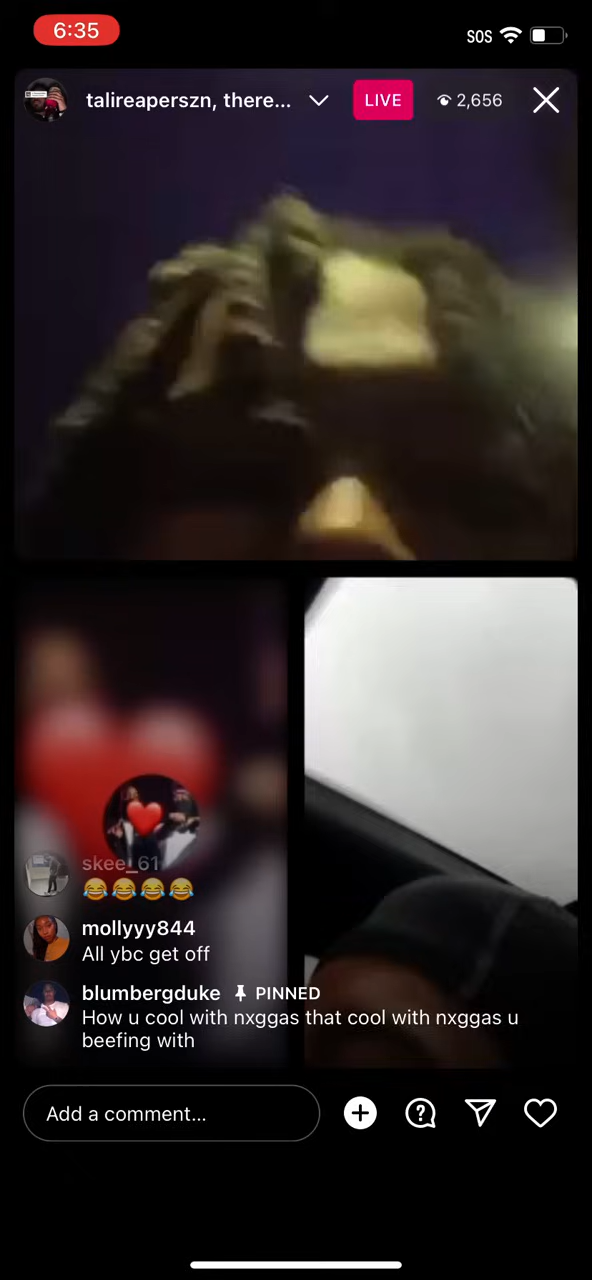 6:35
SOS
talireaperszn, there...
LIVE
2,656
skee_61
😂😂😂😂
mollyyy844
All ybc get off
blumbergduke PINNED
How u cool with nxggas that cool with nxggas u
beefing with
Add a comment...